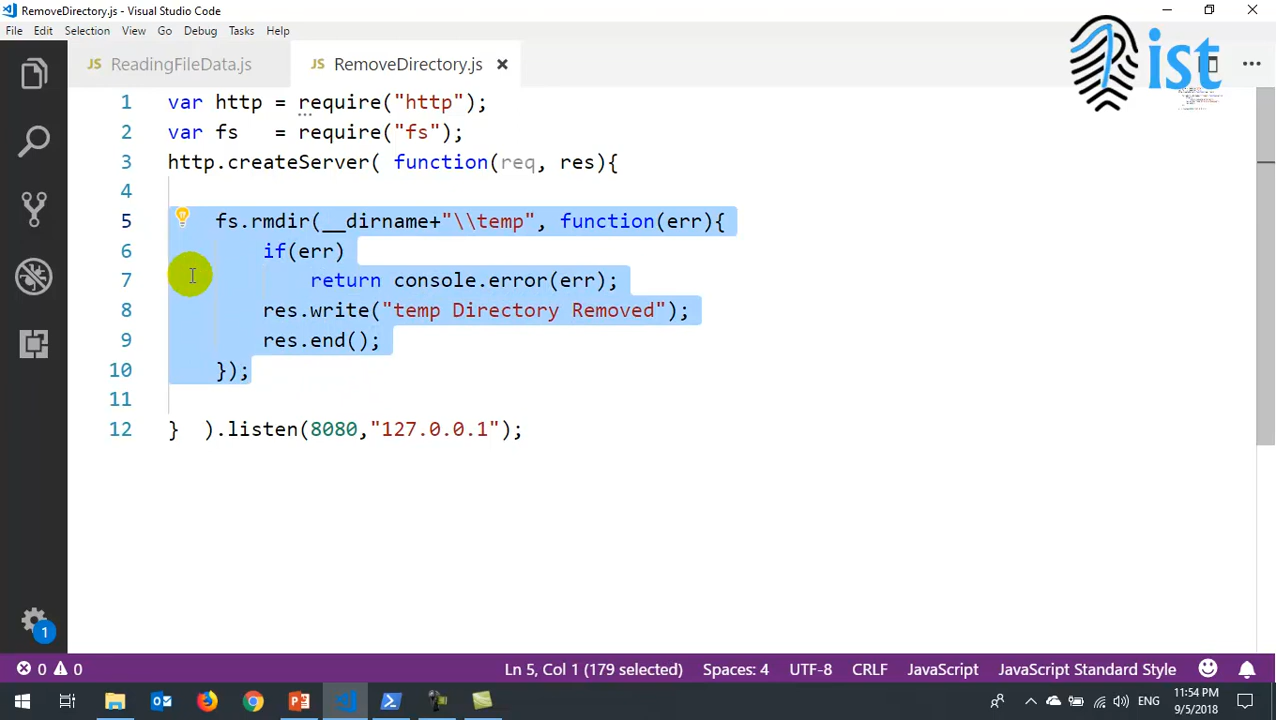 RemoveDirectory.js - Visual Studio Code
File Edit Selection View Go Debug Tasks Help
ist
JS ReadingFileData.js JS RemoveDirectory.js
1 var http = require("http");
2 var fs   = require("fs");
3 http.createServer( function(req, res){
4
5     fs.rmdir(__dirname+"\\temp", function(err){
6         if(err)
7             return console.error(err);
8         res.write("temp Directory Removed");
9         res.end();
10     });
11
12 }  ).listen(8080,"127.0.0.1");
1
0 0 Ln 5, Col 1 (179 selected) Spaces: 4 UTF-8 CRLF JavaScript JavaScript Standard Style
ENG 11:54 PM
9/5/2018